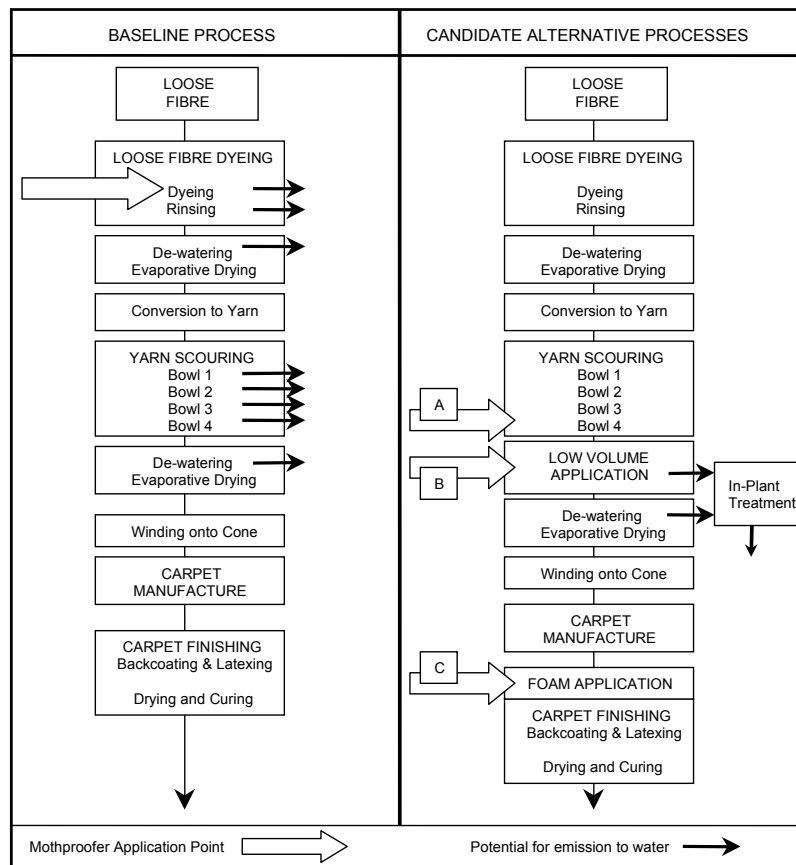 BASELINE PROCESS
LOOSE
FIBRE
LOOSE FIBRE DYEING
Dyeing
Rinsing
De-watering
Evaporative Drying
Conversion to Yarn
YARN SCOURING
Bowl 1
Bowl 2
Bowl 3
Bowl 4
De-watering
Evaporative Drying
Winding onto Cone
CARPET
MANUFACTURE
CARPET FINISHING
Backcoating & Latexing
Drying and Curing
CANDIDATE ALTERNATIVE PROCESSES
LOOSE
FIBRE
LOOSE FIBRE DYEING
Dyeing
Rinsing
De-watering
Evaporative Drying
Conversion to Yarn
YARN SCOURING
Bowl 1
Bowl 2
Bowl 3
Bowl 4
A
LOW VOLUME
APPLICATION
B
In-Plant
Treatment
De-watering
Evaporative Drying
Winding onto Cone
CARPET
MANUFACTURE
C
FOAM APPLICATION
CARPET FINISHING
Backcoating & Latexing
Drying and Curing
Mothproofer Application Point
Potential for emission to water